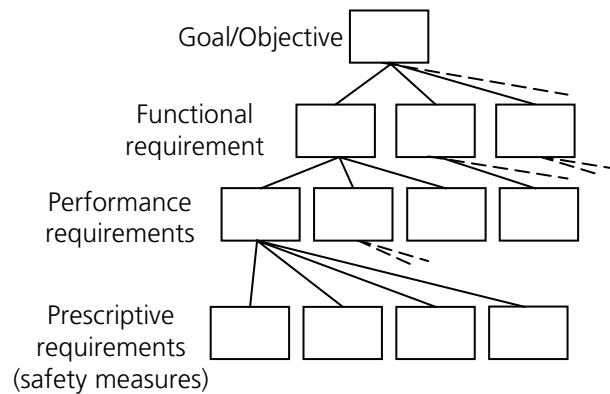 Goal/Objective
Functional
requirement
Performance
requirements
Prescriptive
requirements
(safety measures)